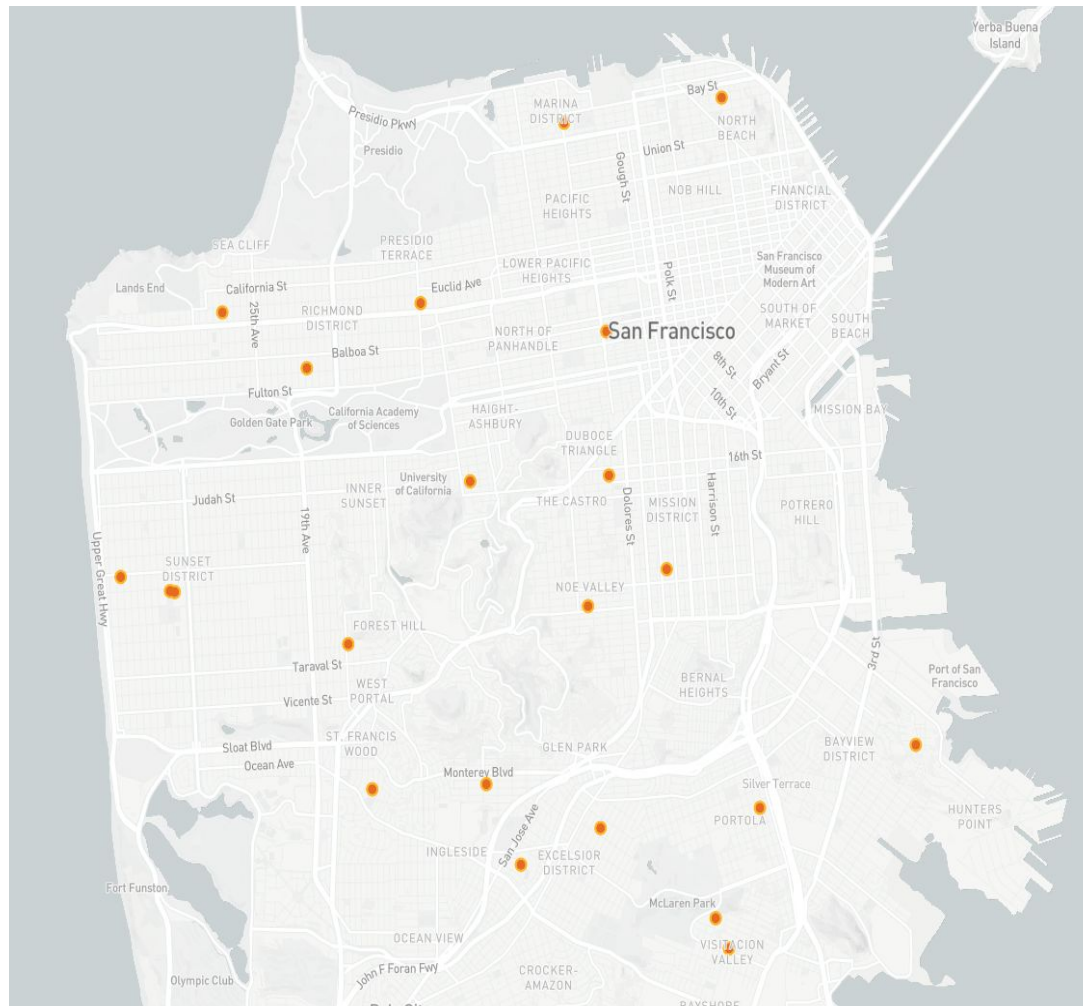 Yerba Buena
Island
Bay St
MARINA
DISTRICT
Presidio Pkwy
NORTH
BEACH
Presidio
Union St
Gough St
NOB HILL
FINANCIAL
DISTRICT
PACIFIC
HEIGHTS
SEA CLIFF
PRESIDIO
TERRACE
LOWER PACIFIC
HEIGHTS
San Francisco
Museum of
Modern Art
Polk St
Lands End
California St
Euclid Ave
25th Ave
RICHMOND
DISTRICT
SOUTH OF
MARKET
SOUTH
BEACH
NORTH OF
PANHANDLE
San Francisco
Balboa St
8th St
Bryant St
Fulton St
10th St
Golden Gate Park
California Academy
of Sciences
HAIGHT-
ASHBURY
MISSION BAY
DUBOCE
TRIANGLE
16th St
University
of California
Judah St
INNER
SUNSET
THE CASTRO
Dolores St
MISSION
DISTRICT
Harrison St
POTRERO
HILL
19th Ave
Upper Great Hwy
SUNSET
DISTRICT
NOE VALLEY
FOREST HILL
3rd St
Taraval St
WEST
PORTAL
Vicente St
BERNAL
HEIGHTS
Port of San
Francisco
ST. FRANCIS
WOOD
Sloat Blvd
Ocean Ave
GLEN PARK
BAYVIEW
DISTRICT
Monterey Blvd
Silver Terrace
PORTOLA
HUNTERS
POINT
San Jose Ave
INGLESIDE
EXCELSIOR
DISTRICT
Fort Funston
McLaren Park
OCEAN VIEW
VISITACION
VALLEY
John F Foran Fwy
Olympic Club
CROCKER-
AMAZON